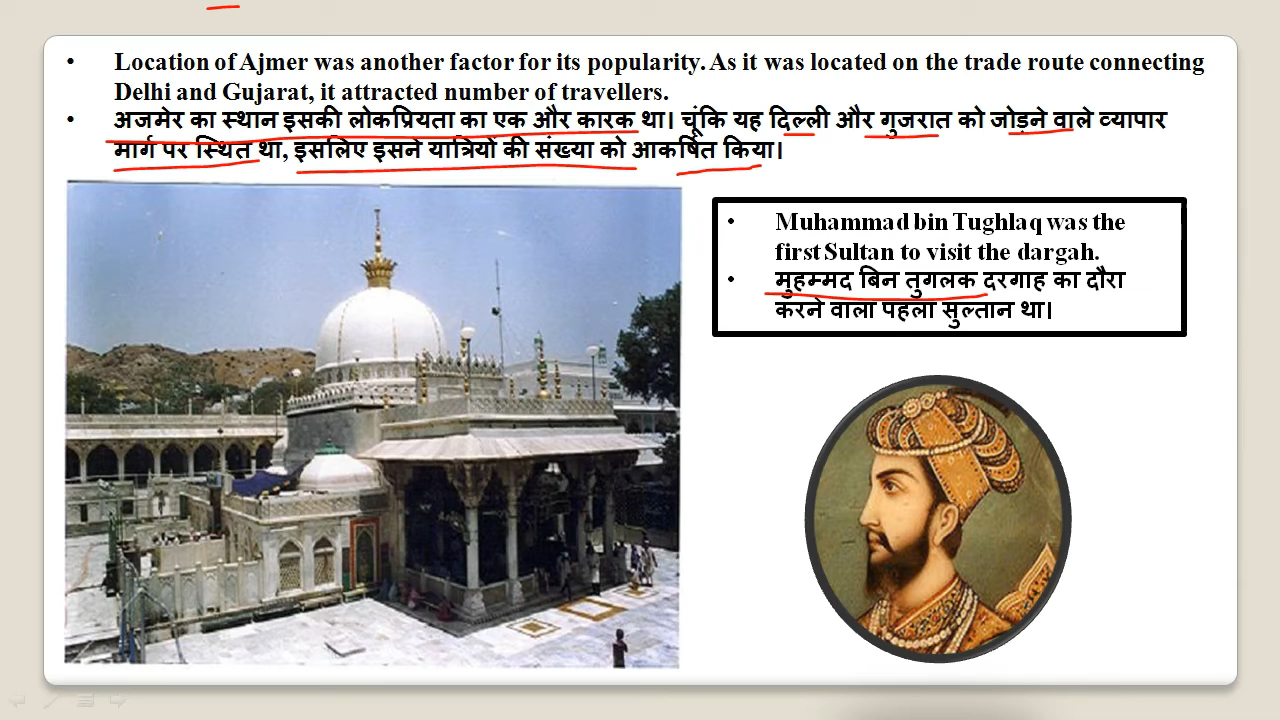 • Location of Ajmer was another factor for its popularity. As it was located on the trade route connecting
Delhi and Gujarat, it attracted number of travellers.
• अजमेर का स्थान इसकी लोकप्रियता का एक और कारक था। चूंकि यह दिल्ली और गुजरात को जोड़ने वाले व्यापार
मार्ग पर स्थित था, इसलिए इसने यात्रियों की संख्या को आकर्षित किया।
• Muhammad bin Tughlaq was the
first Sultan to visit the dargah.
• मुहम्मद बिन तुगलक दरगाह का दौरा
करने वाला पहला सुल्तान था।